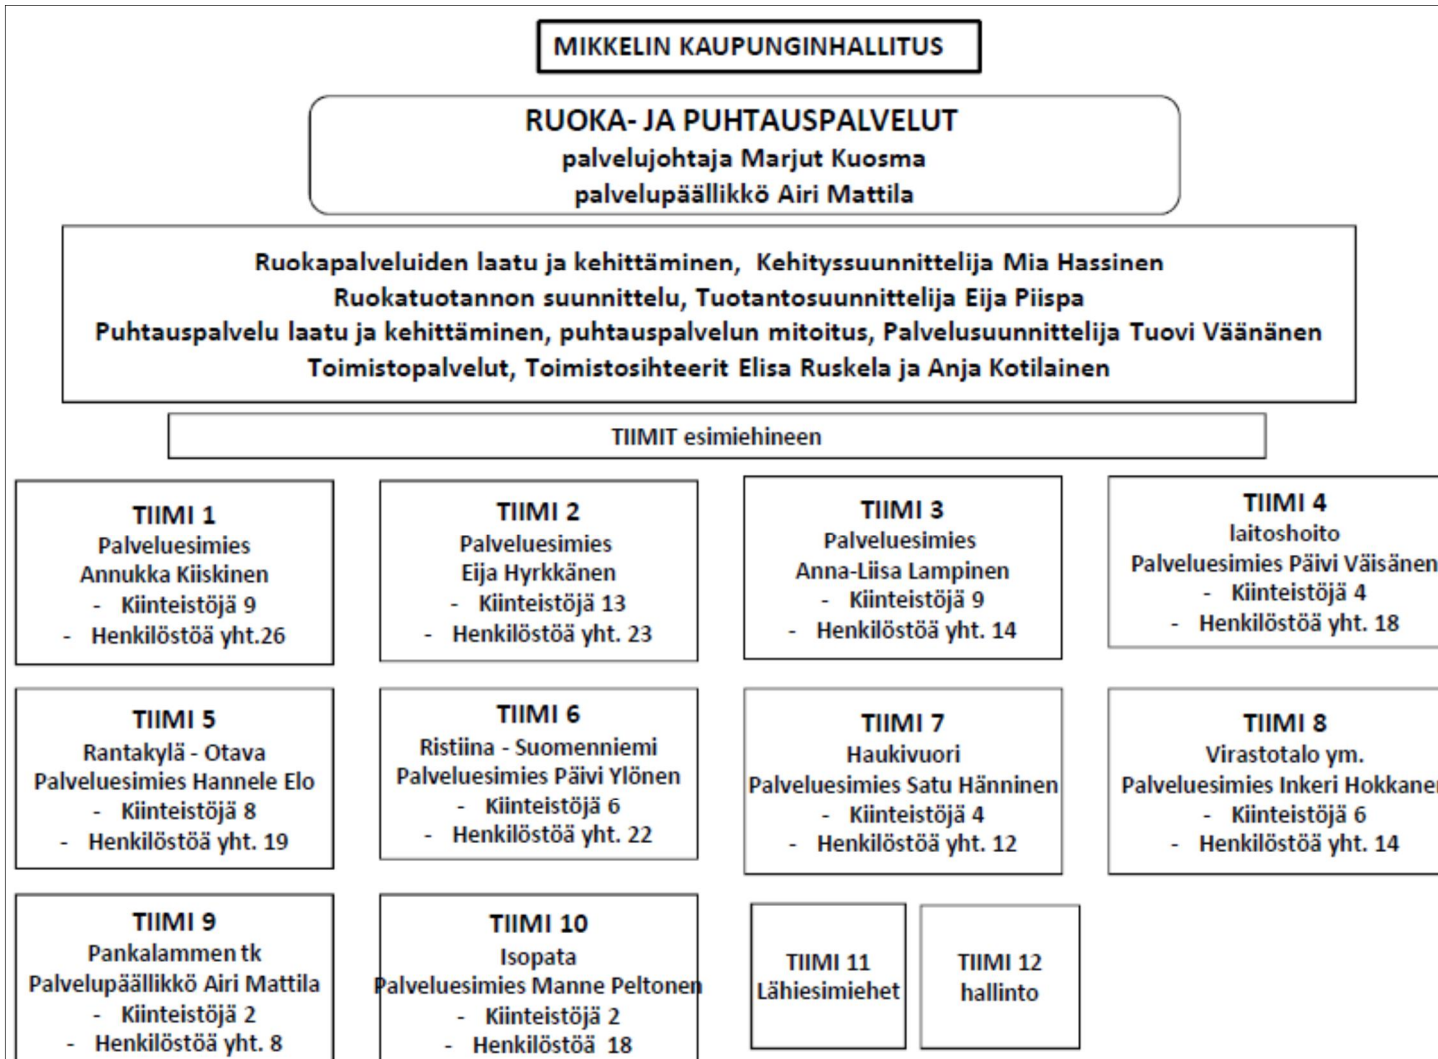 MIKKELIN KAUPUNGINHALLITUS
RUOKA- JA PUHTAUSPALVELUT
palvelujohtaja Marjut Kuosma
palvelupäällikkö Airi Mattila
Ruokapalveluiden laatu ja kehittäminen, Kehityssuunnittelija Mia Hassinen
Ruokatuotannon suunnittelu, Tuotantosuunnittelija Eija Piispa
Puhtauspalvelu laatu ja kehittäminen, puhtauspalvelun mitoitus, Palvelusuunnittelija Tuovi Väänänen
Toimistopalvelut, Toimistosihteerit Elisa Ruskela ja Anja Kotilainen
TIIMIT esimiehineen
TIIMI 1
Palveluesimies
Annukka Kiiskinen
- Kiinteistöjä 9
- Henkilöstöä yht.26
TIIMI 2
Palveluesimies
Eija Hyrkkänen
- Kiinteistöjä 13
- Henkilöstöä yht. 23
TIIMI 3
Palveluesimies
Anna-Liisa Lampinen
- Kiinteistöjä 9
- Henkilöstöä yht. 14
TIIMI 4
laitoshoito
Palveluesimies Päivi Väisänen
- Kiinteistöjä 4
- Henkilöstöä yht. 18
TIIMI 5
Rantakylä - Otava
Palveluesimies Hannele Elo
- Kiinteistöjä 8
- Henkilöstöä yht. 19
TIIMI 6
Ristiina - Suomenniemi
Palveluesimies Päivi Ylönen
- Kiinteistöjä 6
- Henkilöstöä yht. 22
TIIMI 7
Haukivuori
Palveluesimies Satu Hänninen
- Kiinteistöjä 4
- Henkilöstöä yht. 12
TIIMI 8
Virastotalo ym.
Palveluesimies Inkeri Hokkanen
- Kiinteistöjä 6
- Henkilöstöä yht. 14
TIIMI 9
Pankalammen tk
Palvelupäällikkö Airi Mattila
- Kiinteistöjä 2
- Henkilöstöä yht. 8
TIIMI 10
Isopata
Palveluesimies Manne Peltonen
- Kiinteistöjä 2
- Henkilöstöä 18
TIIMI 11
Lähiesimiehet
TIIMI 12
hallinto